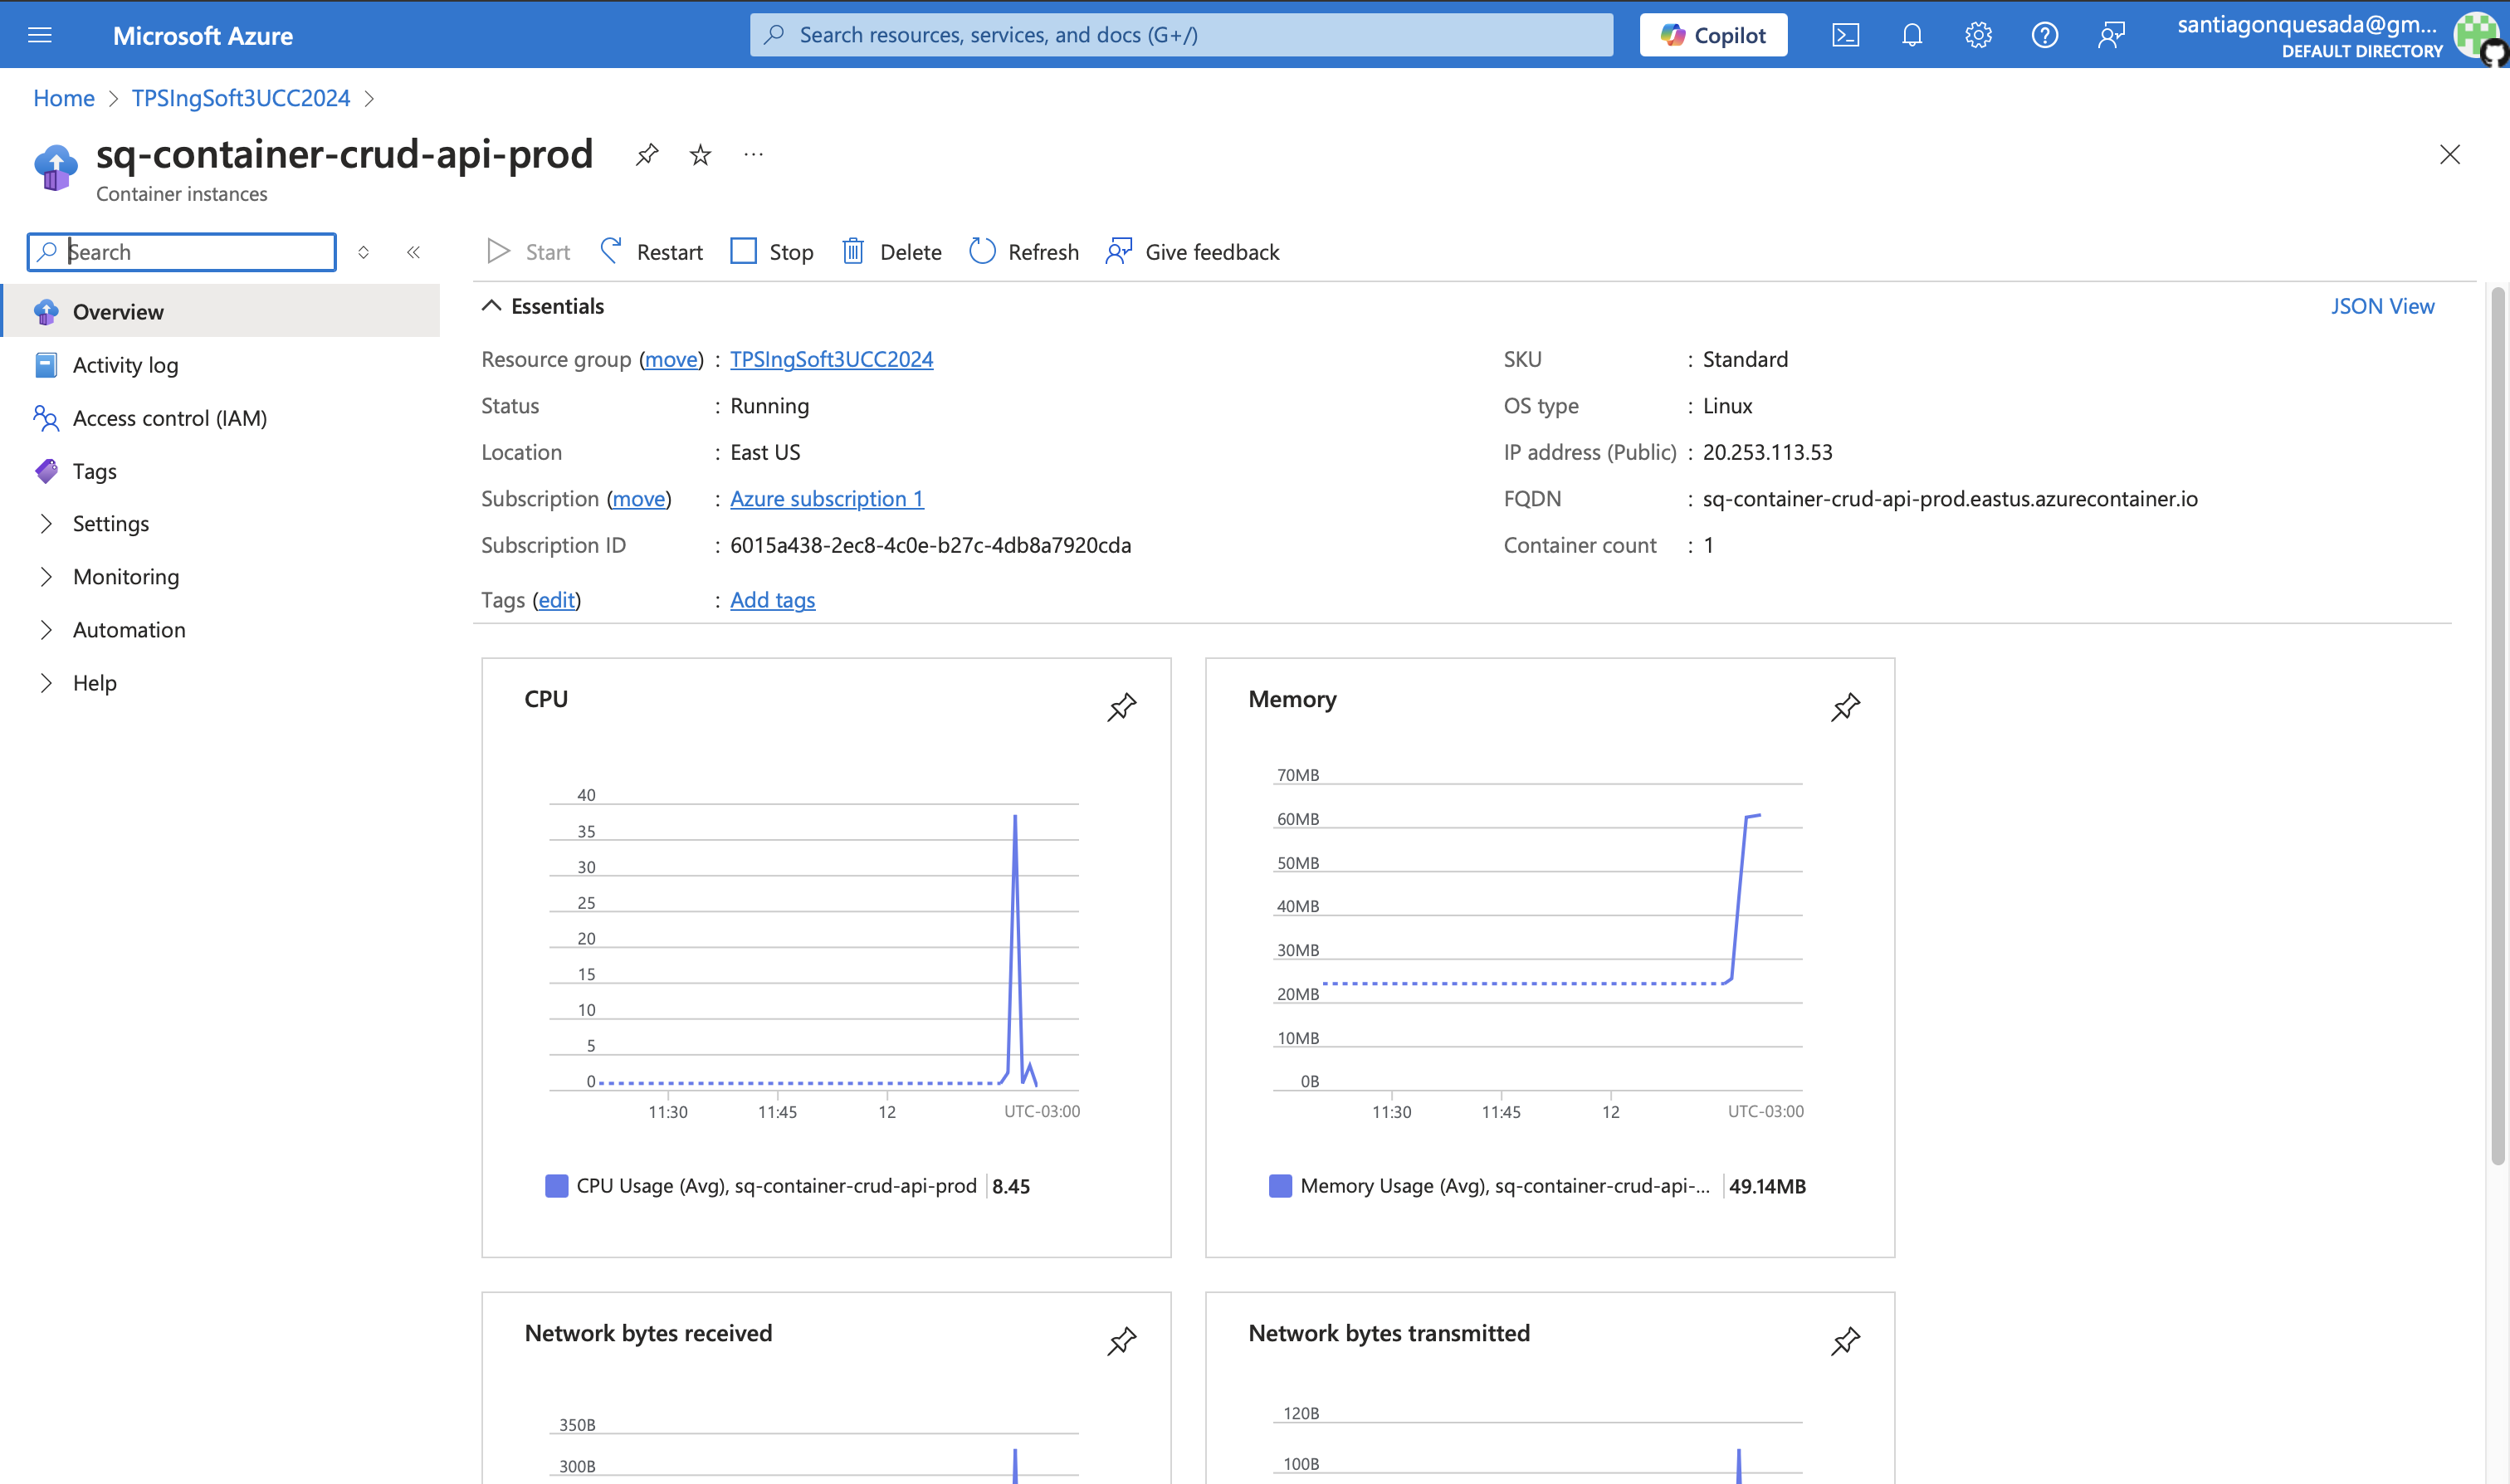 Microsoft Azure
Search resources, services, and docs (G+/)
Copilot
santiagonquesada@gm...
DEFAULT DIRECTORY
Home
TPSIngSoft3UCC2024
sq-container-crud-api-prod
...
Container instances
Search
Start
Restart
Stop
Delete
Refresh
Give feedback
Overview
Activity log
Access control (IAM)
Tags
Settings
Monitoring
Automation
Help
Essentials
JSON View
Resource group (move) : TPSIngSoft3UCC2024
Status : Running
Location : East US
Subscription (move) : Azure subscription 1
Subscription ID : 6015a438-2ec8-4c0e-b27c-4db8a7920cda
Tags (edit) : Add tags
SKU : Standard
OS type : Linux
IP address (Public) : 20.253.113.53
FQDN : sq-container-crud-api-prod.eastus.azurecontainer.io
Container count : 1
CPU
40
35
30
25
20
15
10
5
0
11:30 11:45 12 UTC-03:00
CPU Usage (Avg), sq-container-crud-api-prod 8.45
Memory
70MB
60MB
50MB
40MB
30MB
20MB
10MB
0B
11:30 11:45 12 UTC-03:00
Memory Usage (Avg), sq-container-crud-api-... 49.14MB
Network bytes received
350B
300B
Network bytes transmitted
120B
100B